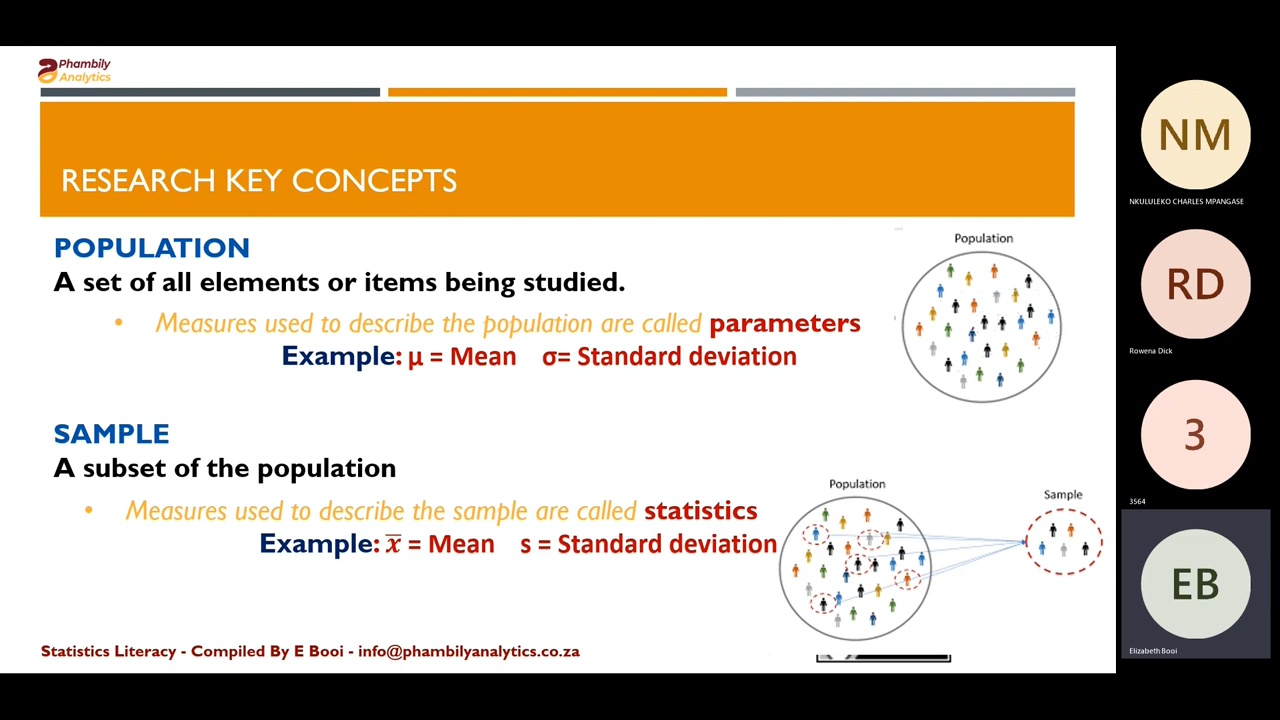 Phambily
Analytics
RESEARCH KEY CONCEPTS
POPULATION
A set of all elements or items being studied.
• Measures used to describe the population are called parameters
Example: μ = Mean σ= Standard deviation
Population
SAMPLE
A subset of the population
• Measures used to describe the sample are called statistics
Example: x̅ = Mean s = Standard deviation
Population
Sample
Statistics Literacy - Compiled By E Booi - info@phambilyanalytics.co.za
NM
NKULULEKO CHARLES MPANGASE
RD
Rowena Dick
3
3564
EB
Elizabeth Booi